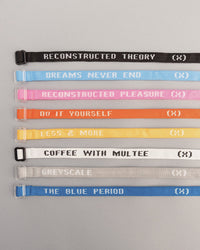 RECONSTRUCTED THEORY (X)
DREAMS NEVER END (X)
RECONSTRUCTED PLEASURE (X)
DO IT YOURSELF (X)
LESS 2 MORE (X)
COFFEE WITH MULTEE (X)
GREYSCALE (X)
THE BLUE PERIOD (X)